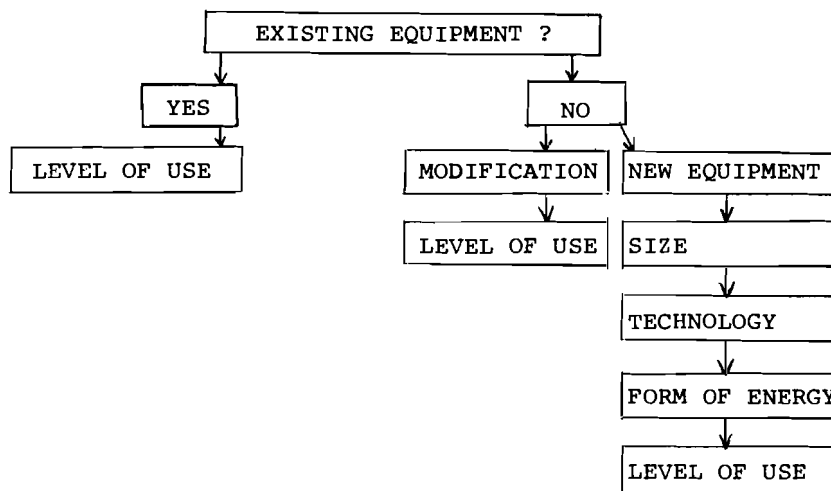 EXISTING EQUIPMENT ?
YES
NO
LEVEL OF USE
MODIFICATION
NEW EQUIPMENT
LEVEL OF USE
SIZE
TECHNOLOGY
FORM OF ENERGY
LEVEL OF USE